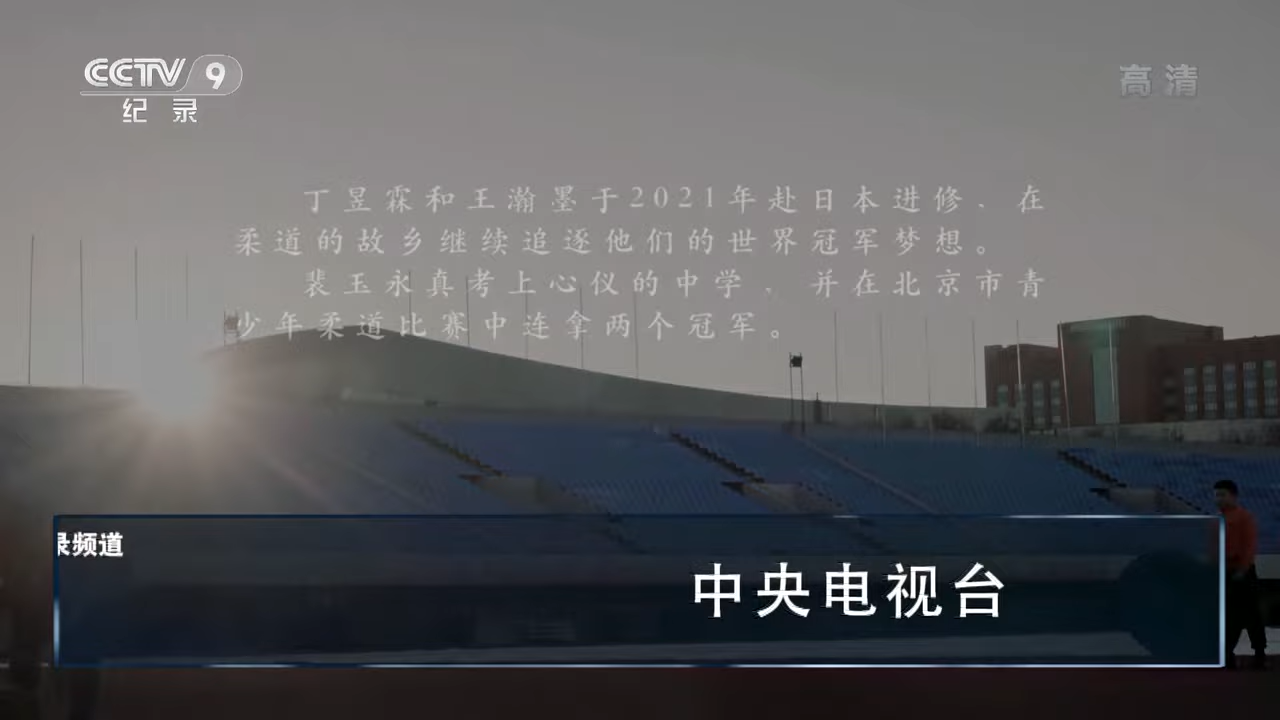 CCTV 9
纪录
高清
丁昱霖和王瀚墨于2021年赴日本进修，在
柔道的故乡继续追逐他们的世界冠军梦想。
裴玉永真考上心仪的中学，并在北京市青
少年柔道比赛中连拿两个冠军。
录频道
中央电视台